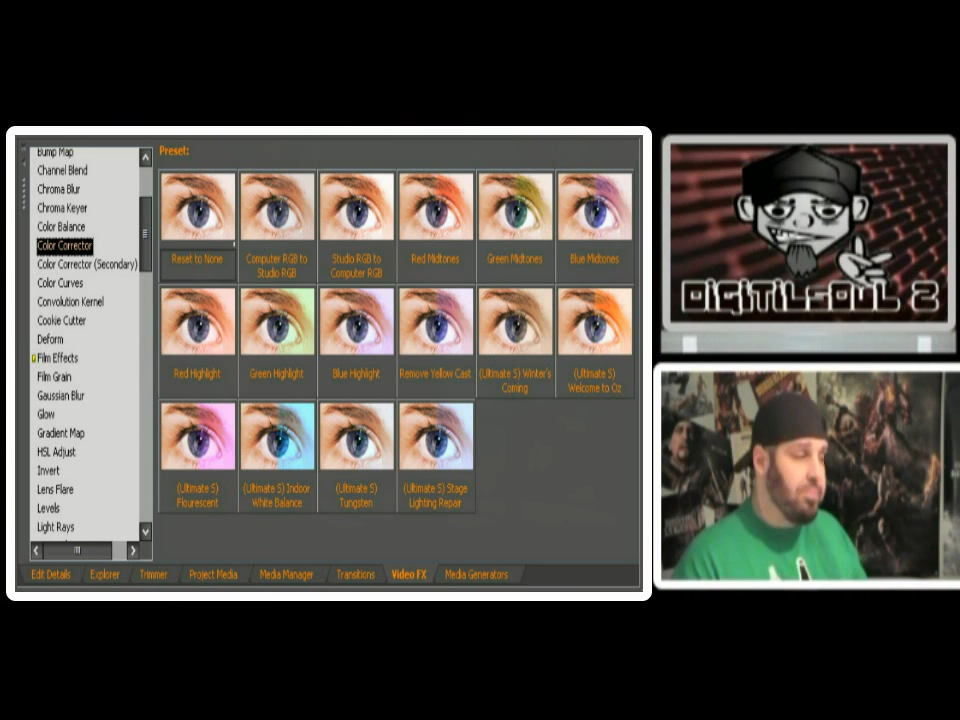 Bump Map
Channel Blend
Chroma Blur
Chroma Keyer
Color Balance
Color Corrector
Color Corrector (Secondary)
Color Curves
Convolution Kernel
Cookie Cutter
Deform
Film Effects
Film Grain
Gaussian Blur
Glow
Gradient Map
HSL Adjust
Invert
Lens Flare
Levels
Light Rays
Preset:
Reset to None
Computer RGB to
Studio RGB
Studio RGB to
Computer RGB
Red Midtones
Green Midtones
Blue Midtones
Red Highlight
Green Highlight
Blue Highlight
Remove Yellow Cast
(Ultimate S) Winter's
Coming
(Ultimate S)
Welcome to Oz
(Ultimate S)
Flourescent
(Ultimate S) Indoor
White Balance
(Ultimate S)
Tungsten
(Ultimate S) Stage
Lighting Repair
Edit Details
Explorer
Trimmer
Project Media
Media Manager
Transitions
Video FX
Media Generators
DIGITILSOUL 2